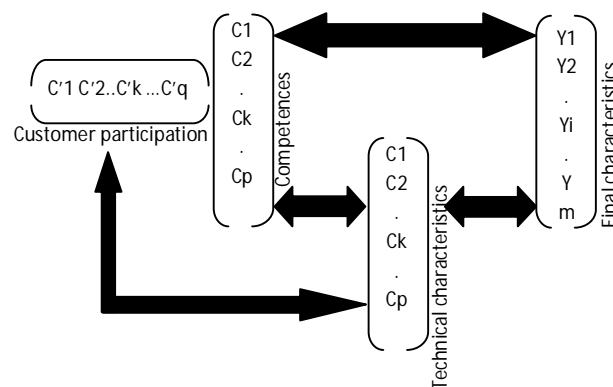 C'1 C'2..C'k ...C'q
Customer participation
C1
C2
.
Ck
.
Cp
Competences
C1
C2
.
Ck
.
Cp
Technical characteristics
Y1
Y2
.
Yi
.
Y
m
Final characteristics